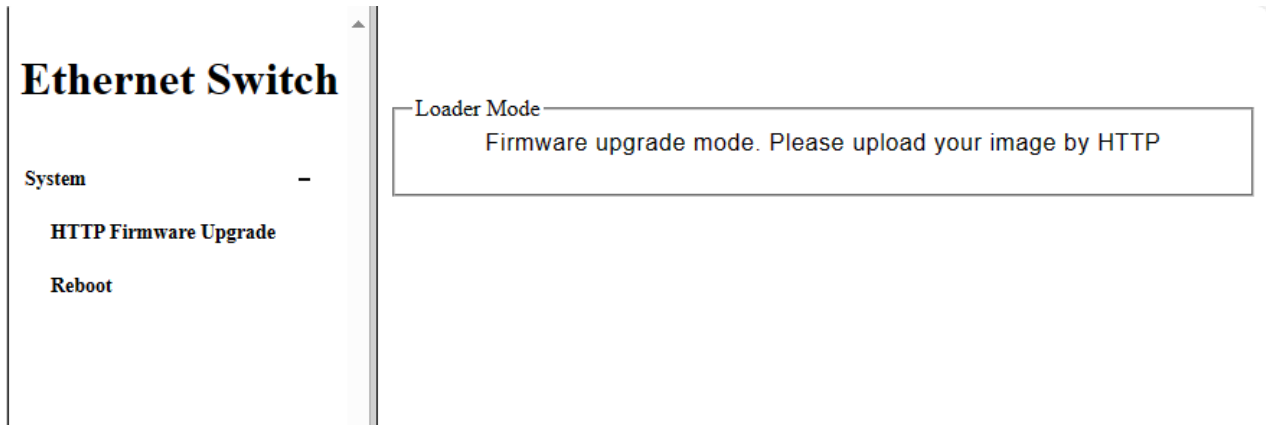 Ethernet Switch
Loader Mode
Firmware upgrade mode. Please upload your image by HTTP
System –
HTTP Firmware Upgrade
Reboot